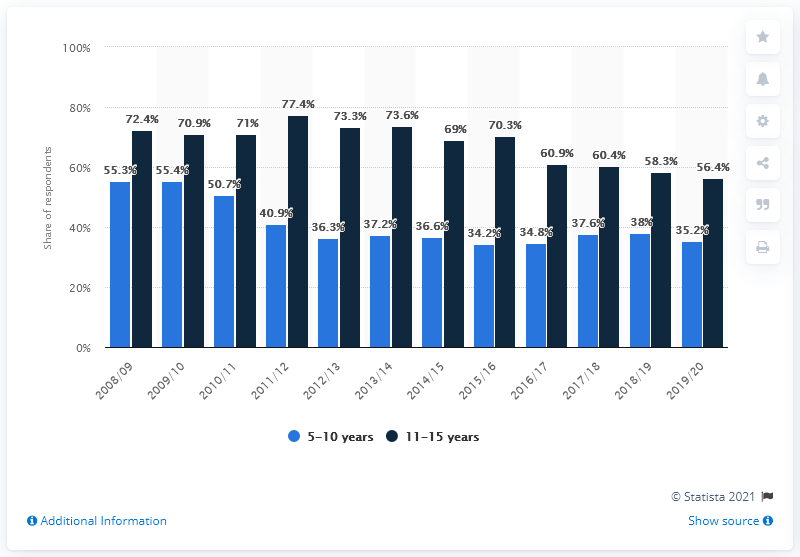 100%
80%
60%
40%
20%
0%
Share of respondents
55.3% 72.4% 55.4% 70.9% 50.7% 71% 40.9% 77.4% 36.3% 73.3% 37.2% 73.6% 36.6% 69% 34.2% 70.3% 34.8% 60.9% 37.6% 60.4% 38% 58.3% 35.2% 56.4%
2008/09 2009/10 2010/11 2011/12 2012/13 2013/14 2014/15 2015/16 2016/17 2017/18 2018/19 2019/20
5-10 years 11-15 years
© Statista 2021
Additional Information Show source